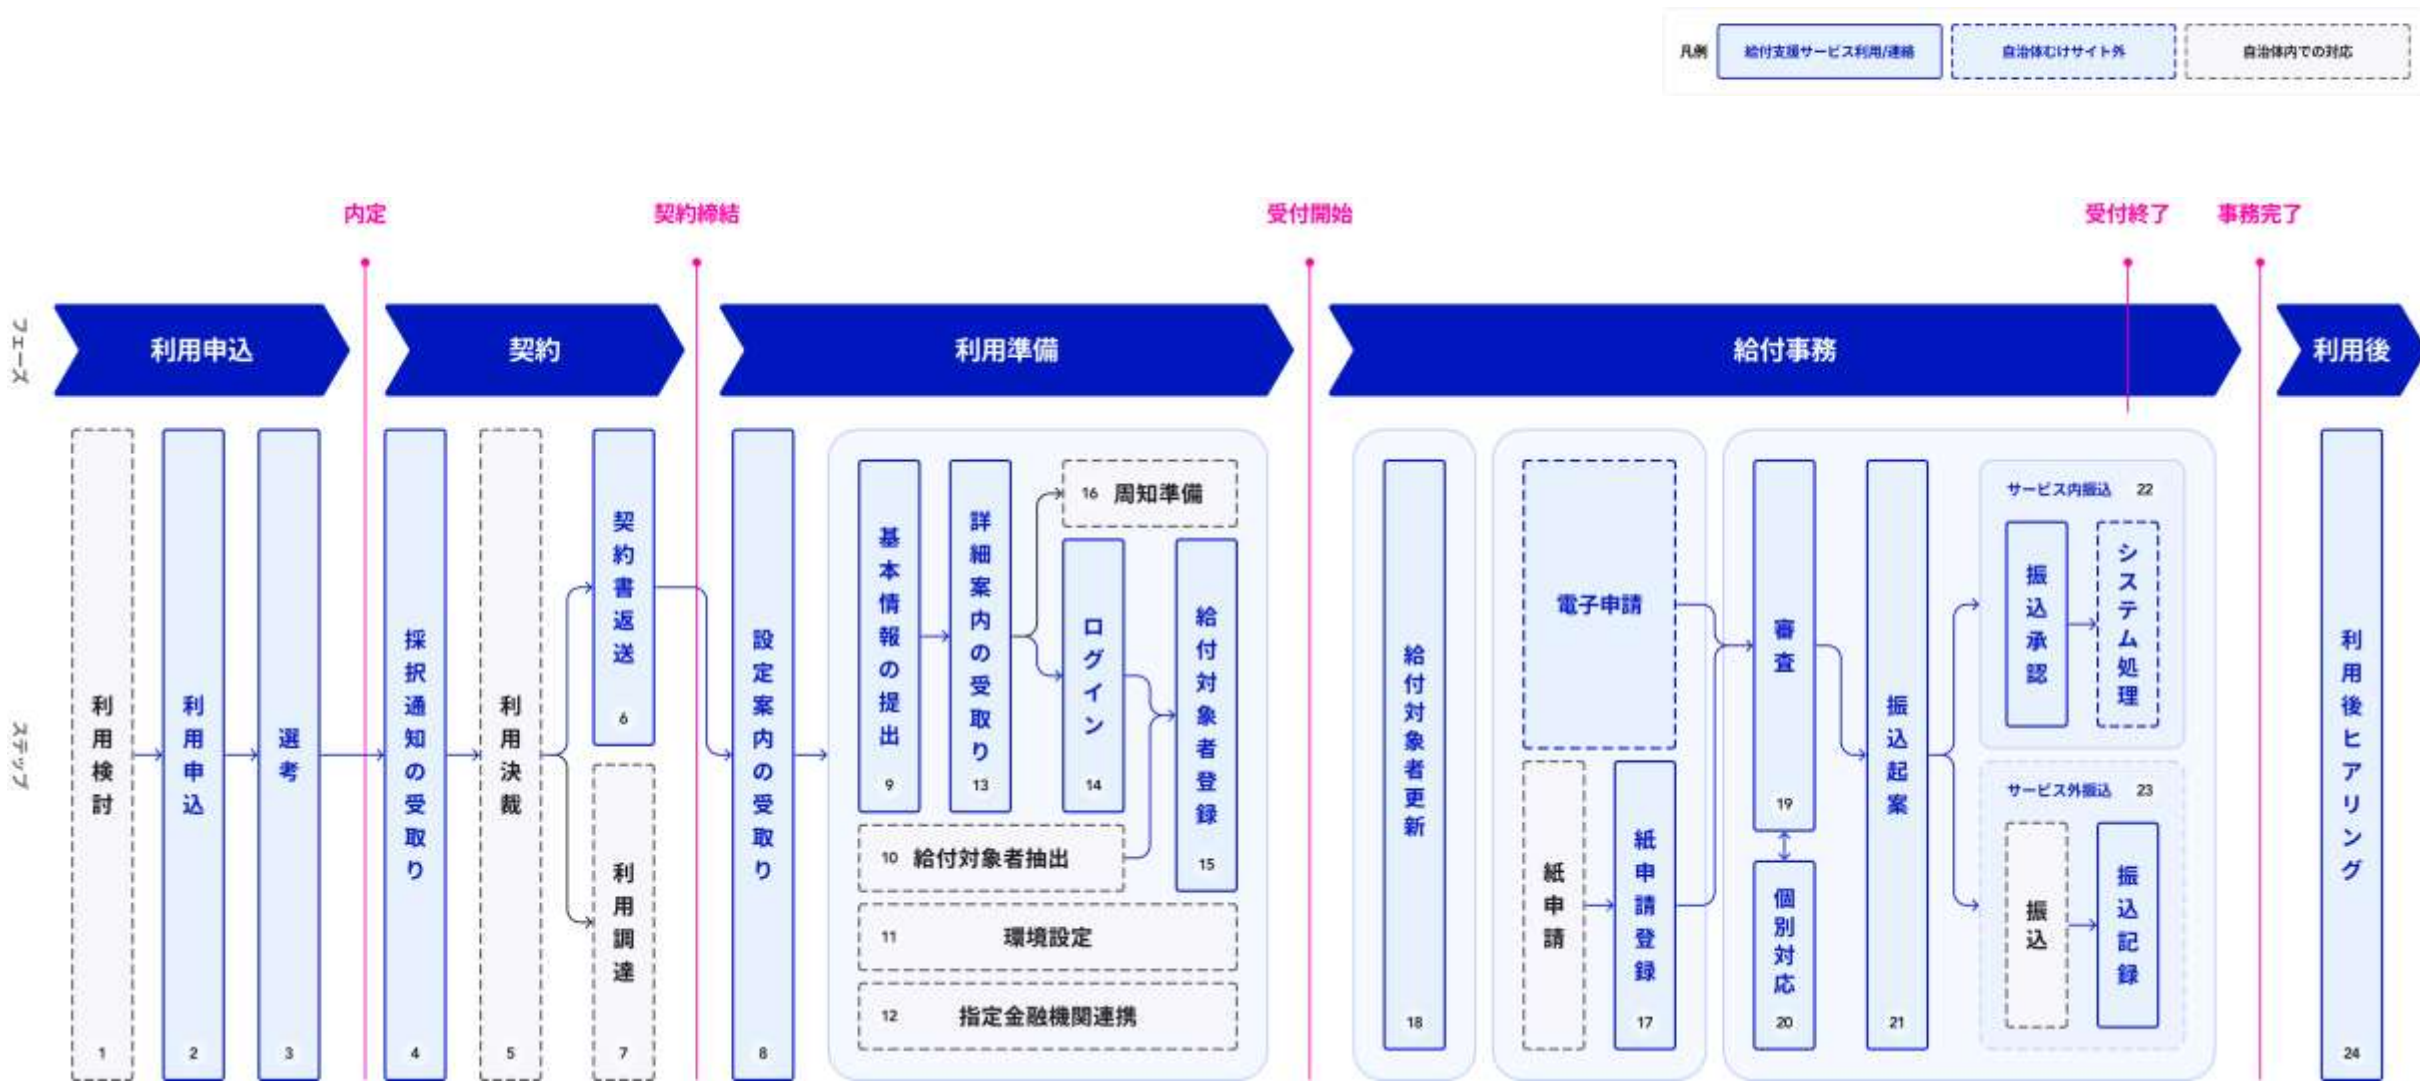 凡例
給付支援サービス利用/連絡
自治体むけサイト外
自治体内での対応
内定
契約締結
受付開始
受付終了
事務完了
フェーズ
利用申込
契約
利用準備
給付事務
利用後
ステップ
利用検討
1
利用申込
2
選考
3
採択通知の受取り
4
利用決裁
5
契約書返送
6
利用調達
7
設定案内の受取り
8
基本情報の提出
9
詳細案内の受取り
13
16 周知準備
ログイン
14
給付対象者登録
15
10 給付対象者抽出
11 環境設定
12 指定金融機関連携
給付対象者更新
18
電子申請
紙申請
紙申請登録
17
審査
19
個別対応
20
振込起案
21
サービス内振込 22
振込承認
システム処理
サービス外振込 23
振込
振込記録
利用後ヒアリング
24